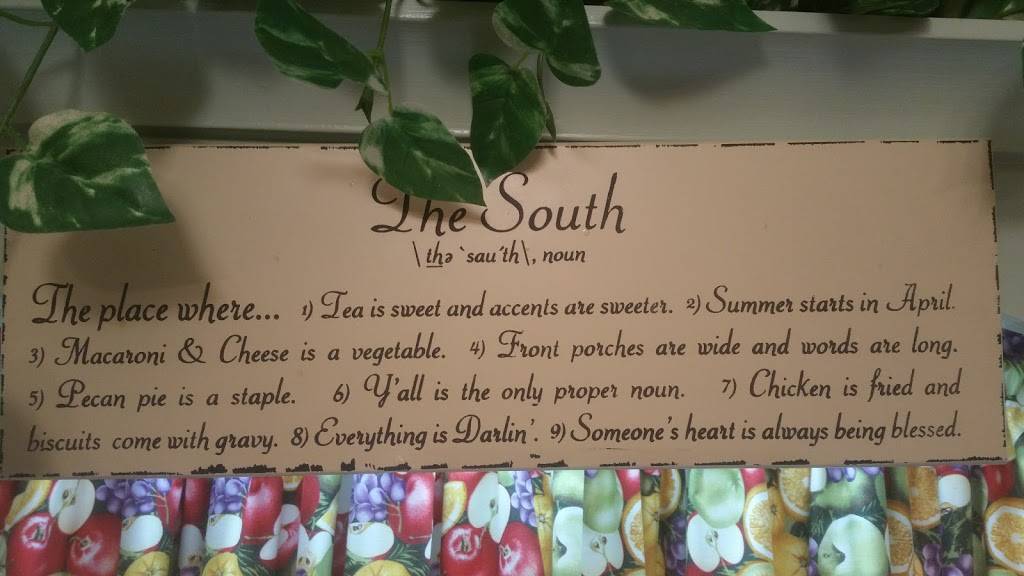 The South
\ thə `sau´th\, noun
The place where... 1) Tea is sweet and accents are sweeter. 2) Summer starts in April.
3) Macaroni & Cheese is a vegetable. 4) Front porches are wide and words are long.
5) Pecan pie is a staple. 6) Y'all is the only proper noun. 7) Chicken is fried and
biscuits come with gravy. 8) Everything is Darlin'. 9) Someone's heart is always being blessed.